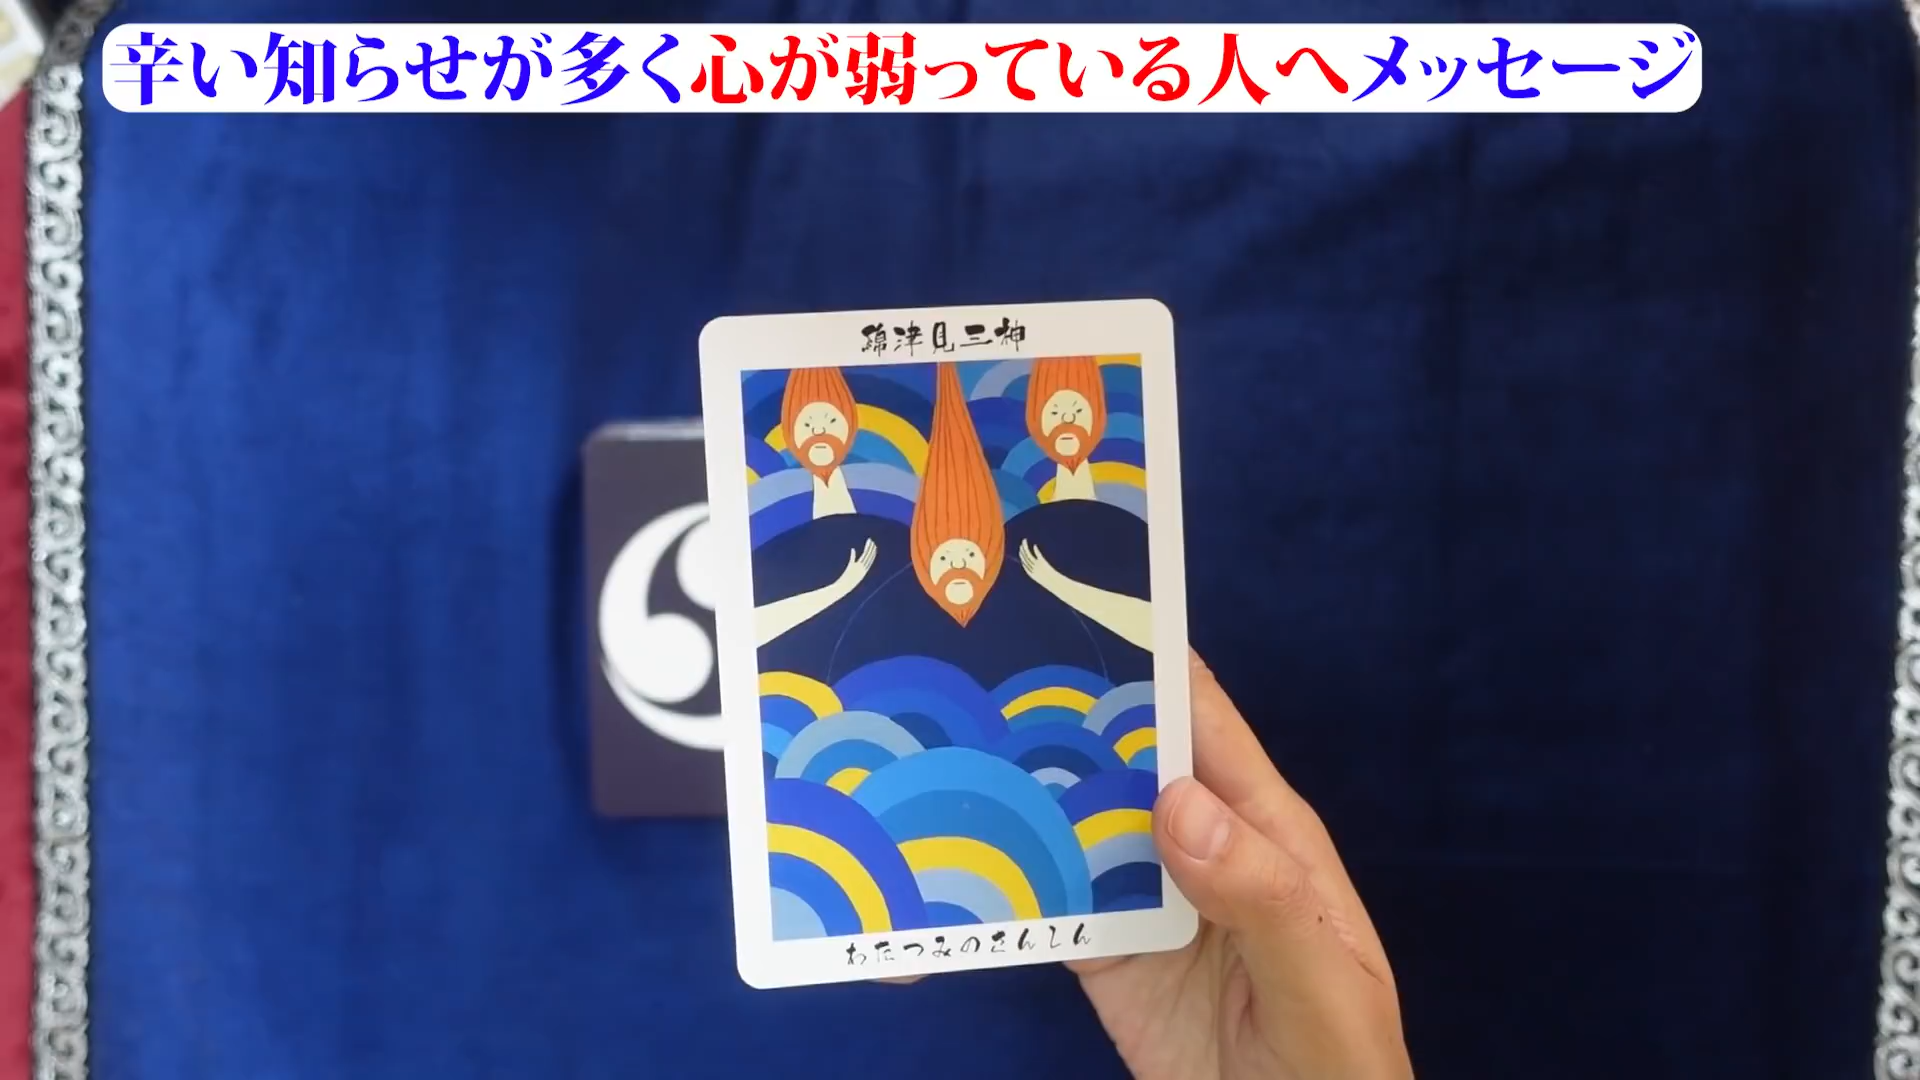 辛い知らせが多く心が弱っている人へメッセージ
綿津見三神
わたつみのさんしん